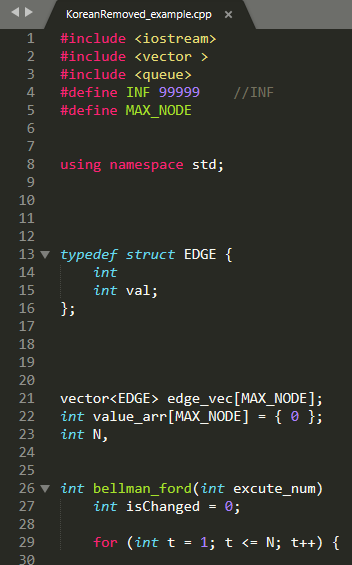 KoreanRemoved_example.cpp ×
1 #include <iostream>
2 #include <vector >
3 #include <queue>
4 #define INF 99999    //INF
5 #define MAX_NODE
6
7
8 using namespace std;
9
10
11
12
13 typedef struct EDGE {
14     int
15     int val;
16 };
17
18
19
20
21 vector<EDGE> edge_vec[MAX_NODE];
22 int value_arr[MAX_NODE] = { 0 };
23 int N,
24
25
26 int bellman_ford(int excute_num)
27     int isChanged = 0;
28
29     for (int t = 1; t <= N; t++) {
30